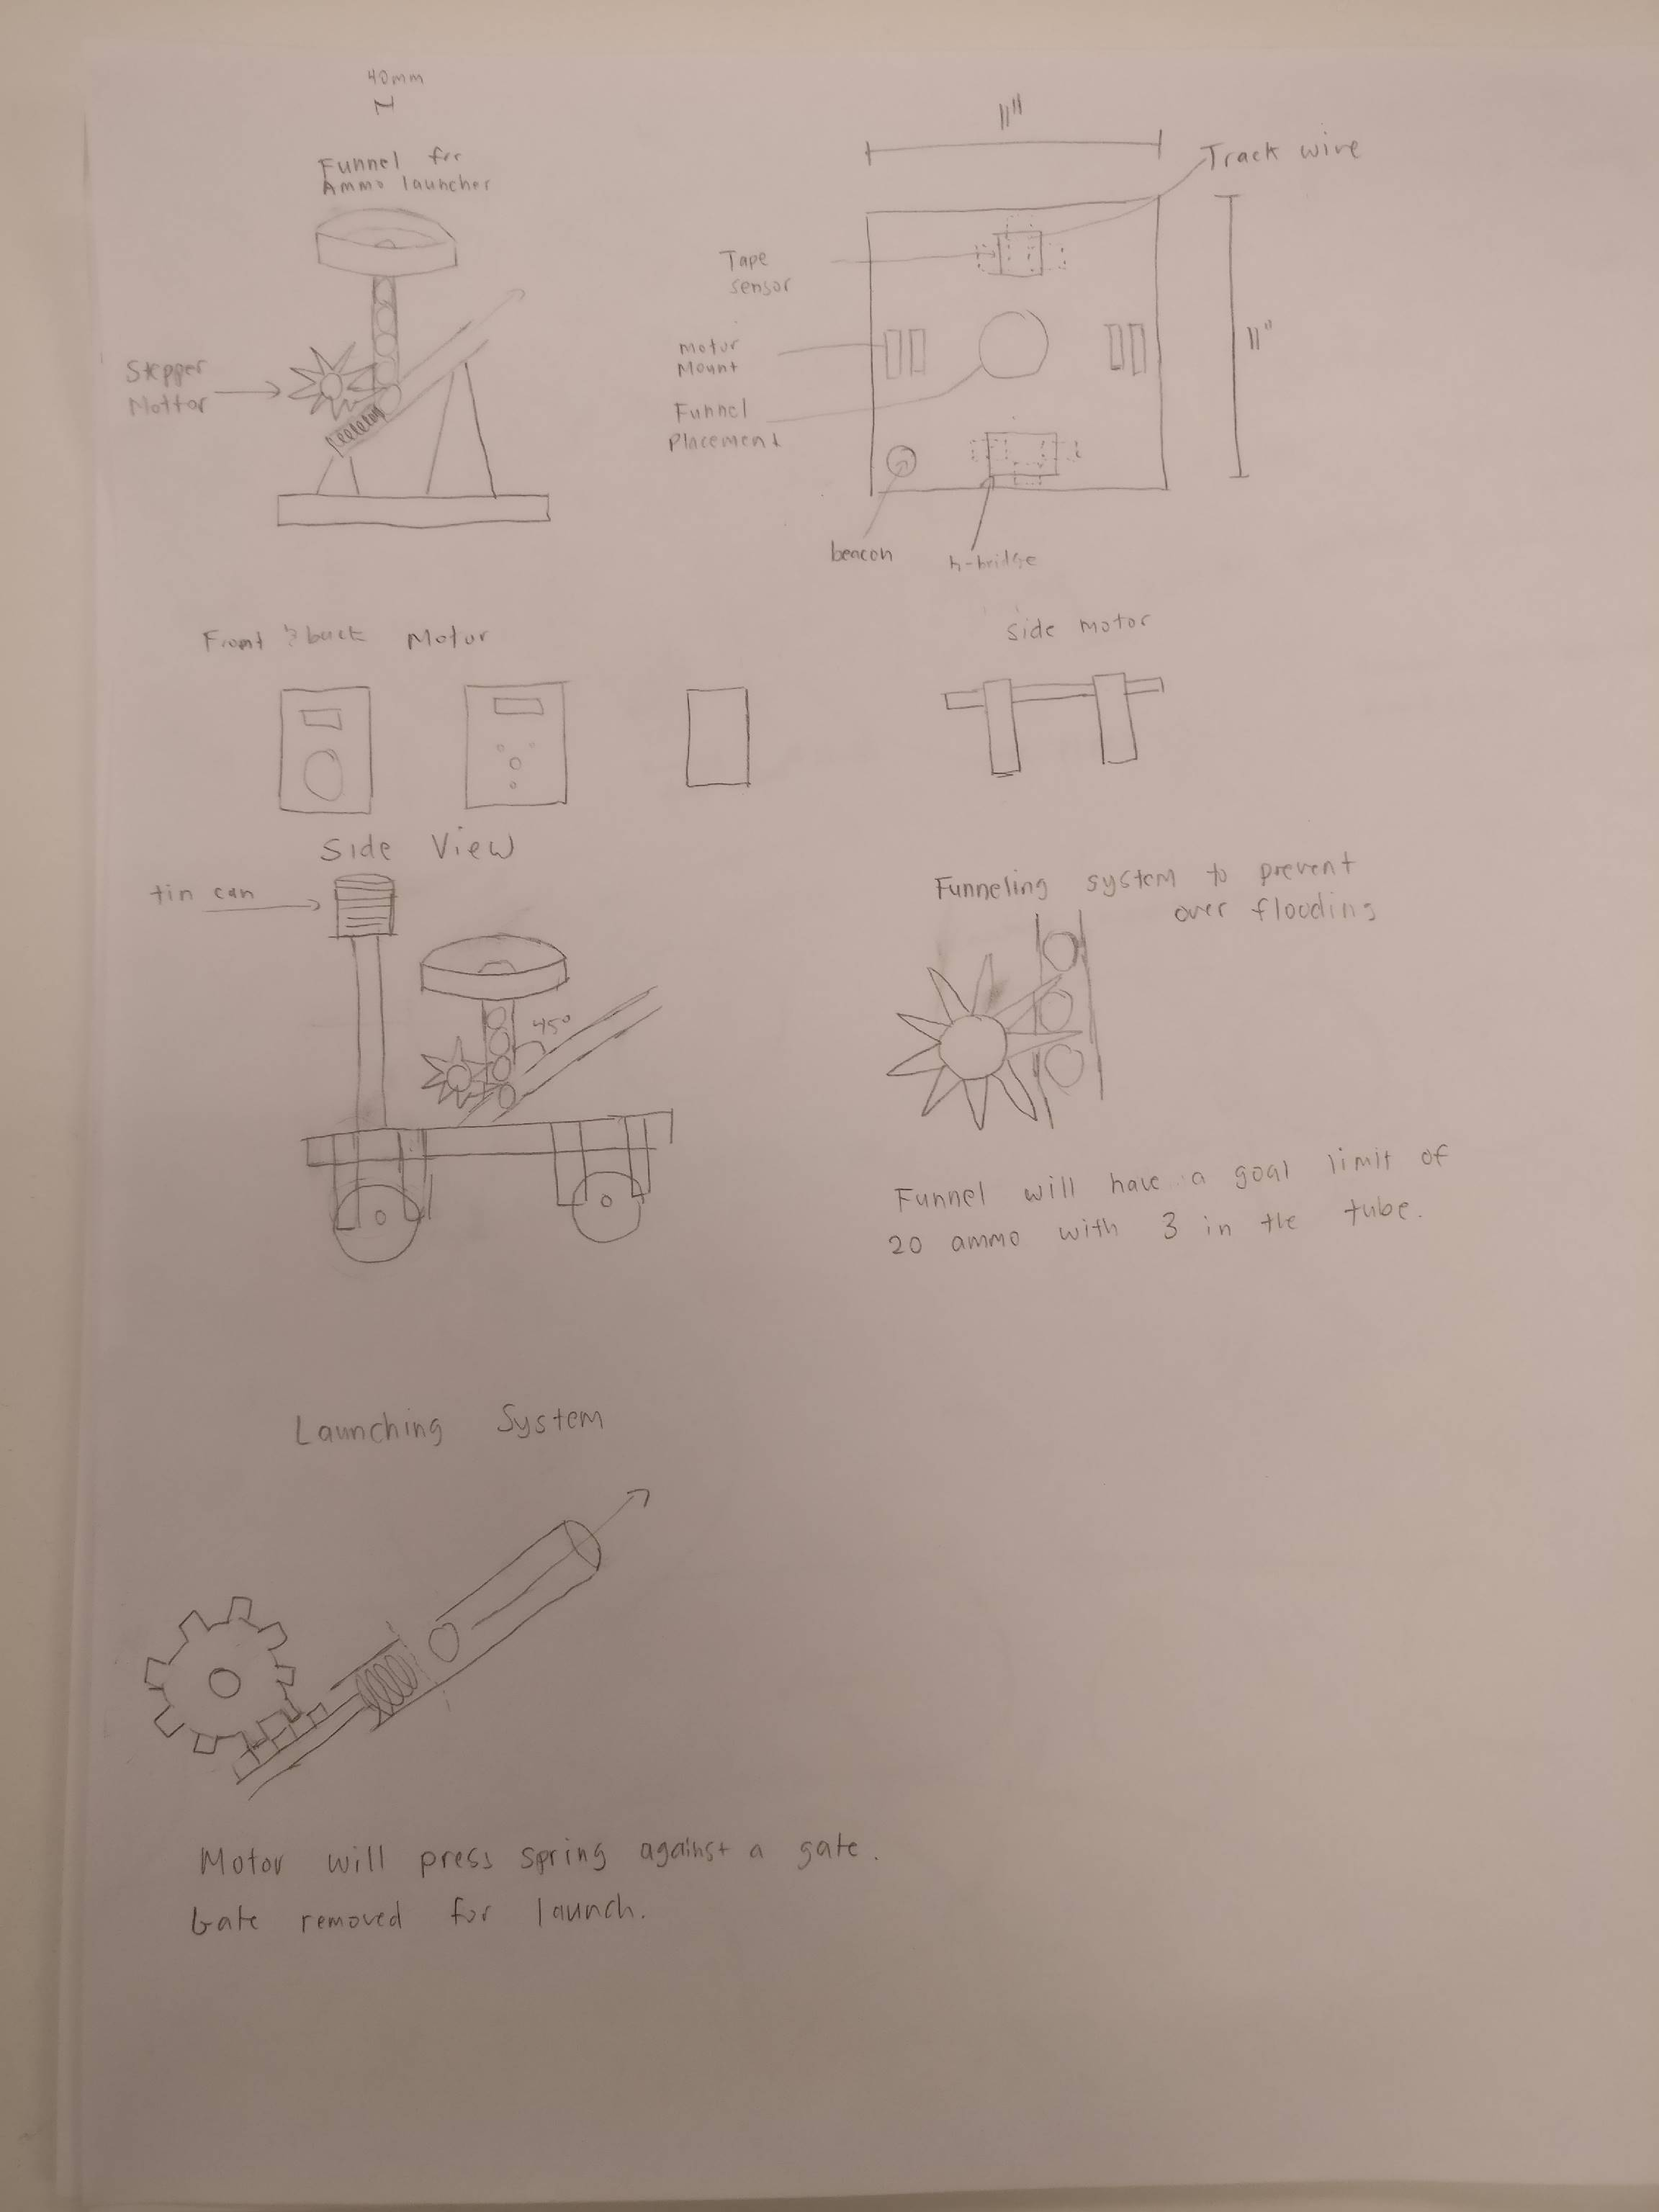 40mm
Funnel for
Ammo launcher
Stepper
Mottor
11"
Track wire
Tape
sensor
11"
Motor
Mount
Funnel
Placement
beacon
h-bridge
Front & back Motor
side motor
Side View
tin can
45°
Funneling system to prevent
over flooding
Funnel will have a goal limit of
20 ammo with 3 in the tube.
Launching System
Motor will press spring against a gate.
Gate removed for launch.